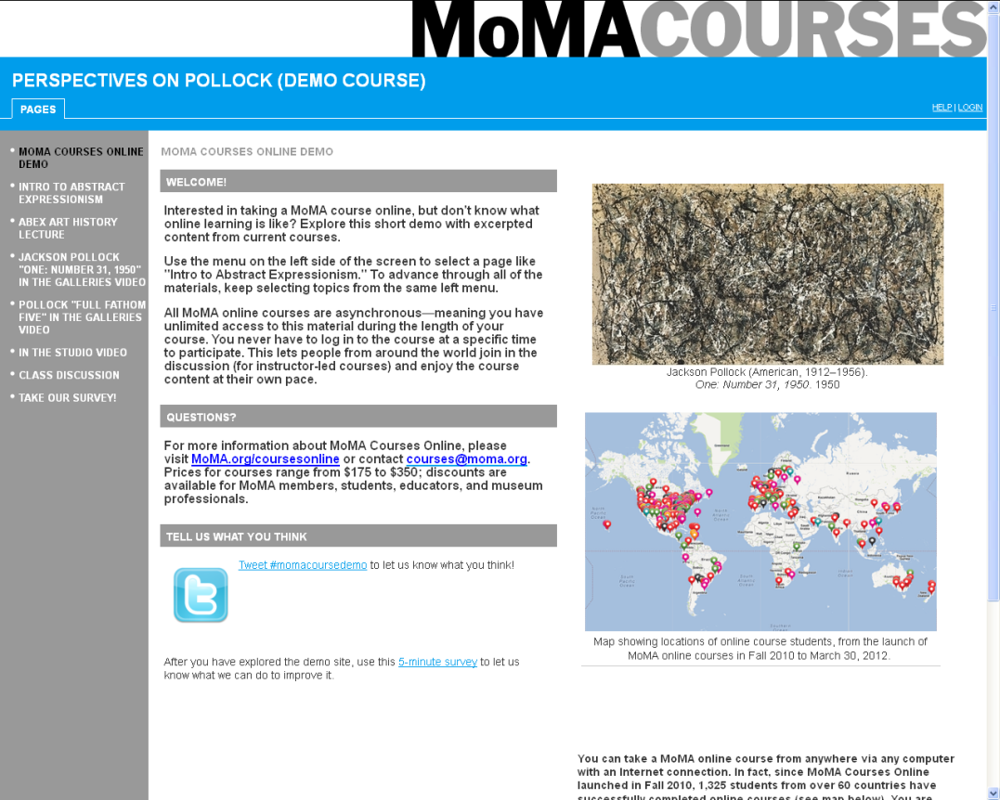 MoMACOURSES
PERSPECTIVES ON POLLOCK (DEMO COURSE)
PAGES
HELP | LOGIN
• MOMA COURSES ONLINE
DEMO
• INTRO TO ABSTRACT
EXPRESSIONISM
• ABEX ART HISTORY
LECTURE
• JACKSON POLLOCK
"ONE: NUMBER 31, 1950"
IN THE GALLERIES VIDEO
• POLLOCK "FULL FATHOM
FIVE" IN THE GALLERIES
VIDEO
• IN THE STUDIO VIDEO
• CLASS DISCUSSION
• TAKE OUR SURVEY!
MOMA COURSES ONLINE DEMO
WELCOME!
Interested in taking a MoMA course online, but don't know what
online learning is like? Explore this short demo with excerpted
content from current courses.
Use the menu on the left side of the screen to select a page like
"Intro to Abstract Expressionism." To advance through all of the
materials, keep selecting topics from the same left menu.
All MoMA online courses are asynchronous—meaning you have
unlimited access to this material during the length of your
course. You never have to log in to the course at a specific time
to participate. This lets people from around the world join in the
discussion (for instructor-led courses) and enjoy the course
content at their own pace.
QUESTIONS?
For more information about MoMA Courses Online, please
visit MoMA.org/coursesonline or contact courses@moma.org.
Prices for courses range from $175 to $350; discounts are
available for MoMA members, students, educators, and museum
professionals.
TELL US WHAT YOU THINK
Tweet #momacoursedemo to let us know what you think!
After you have explored the demo site, use this 5-minute survey to let us
know what we can do to improve it.
Jackson Pollock (American, 1912–1956).
One: Number 31, 1950. 1950
Map showing locations of online course students, from the launch of
MoMA online courses in Fall 2010 to March 30, 2012.
You can take a MoMA online course from anywhere via any computer
with an Internet connection. In fact, since MoMA Courses Online
launched in Fall 2010, 1,325 students from over 60 countries have
successfully completed online courses (see map below). You are